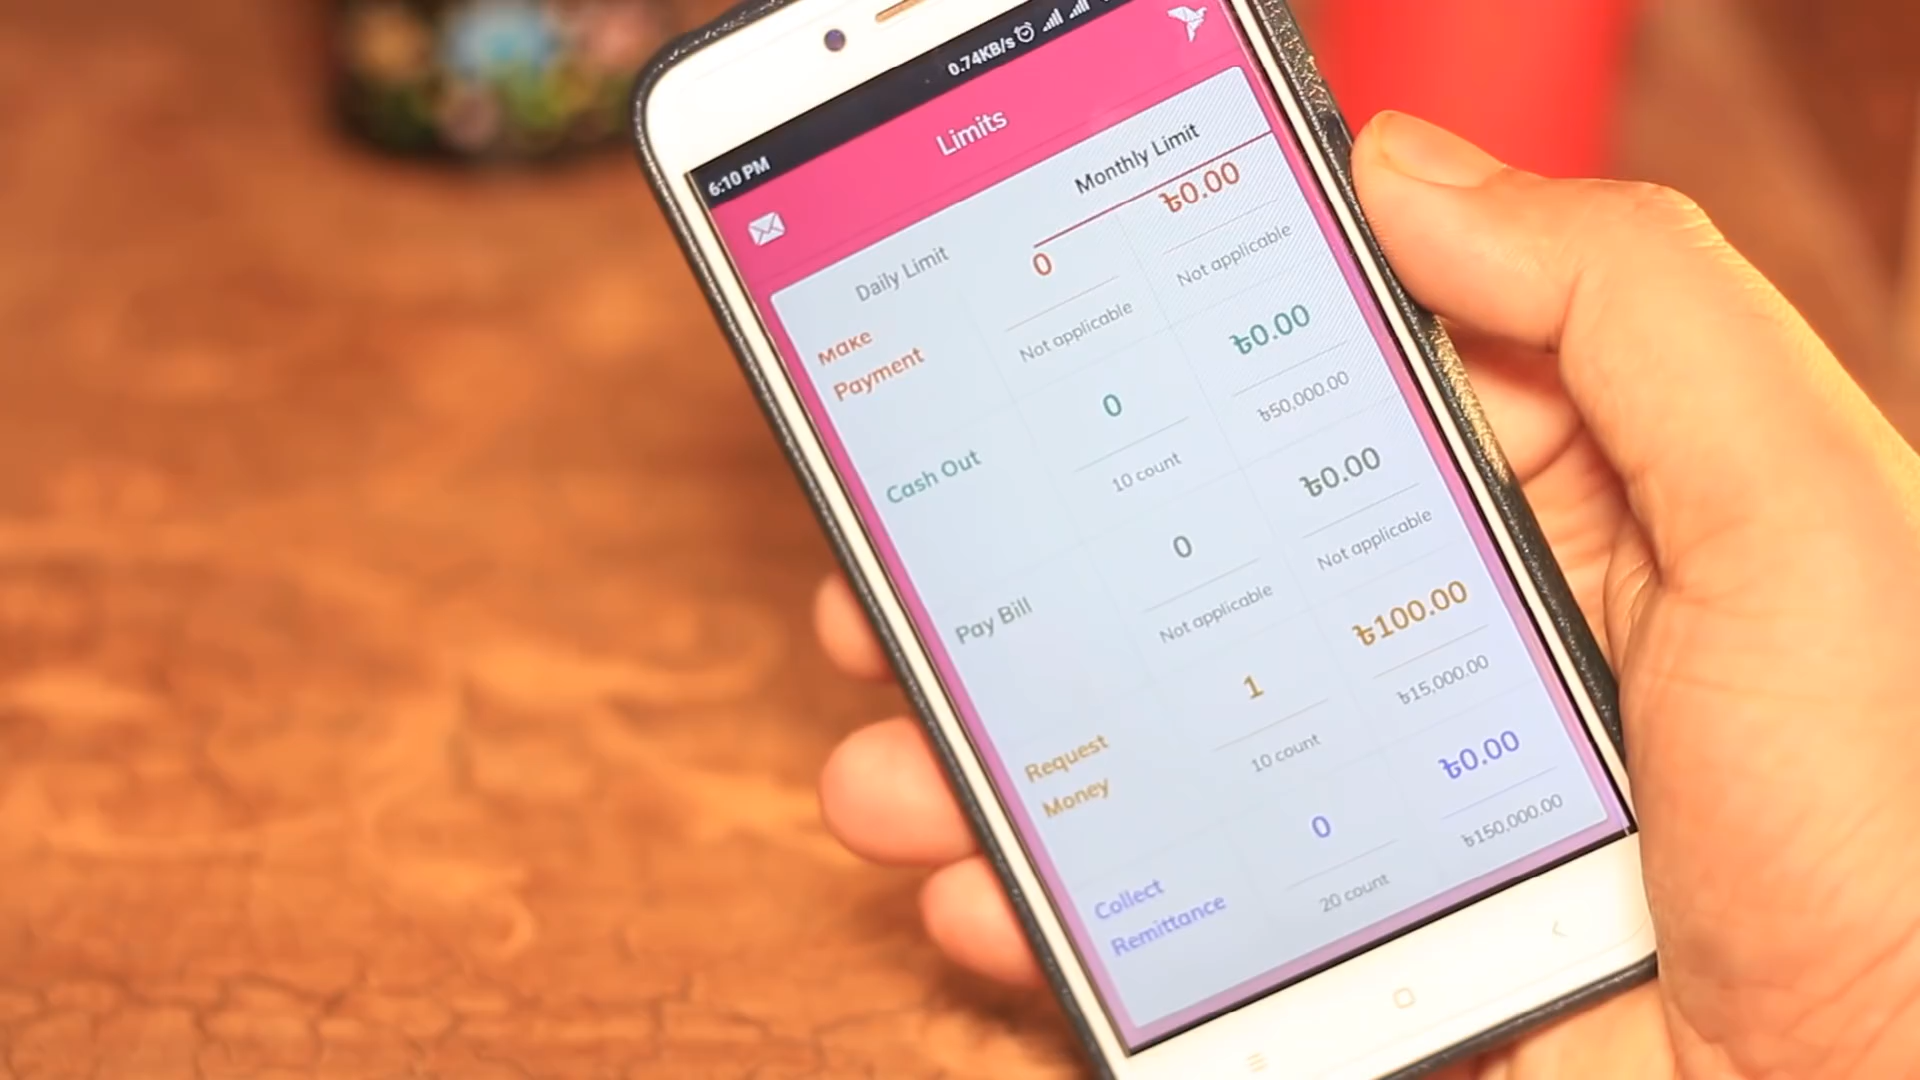 6:10 PM
0.74KB/s
Limits
Daily Limit
Monthly Limit
Make
Payment
0
৳0.00
Not applicable
Not applicable
Cash Out
0
৳0.00
10 count
৳50,000.00
Pay Bill
0
৳0.00
Not applicable
Not applicable
Request
Money
1
৳100.00
10 count
৳15,000.00
Collect
Remittance
0
৳0.00
20 count
৳150,000.00